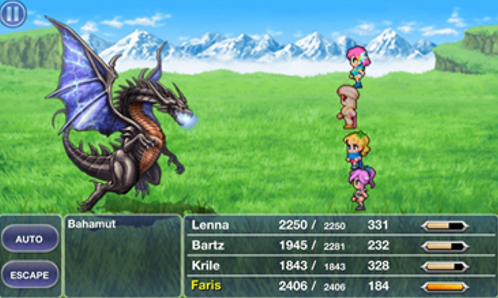 Bahamut
Lenna 2250 / 2250 331
Bartz 1945 / 2281 232
Krile 1843 / 1843 328
Faris 2406 / 2406 184
AUTO
ESCAPE